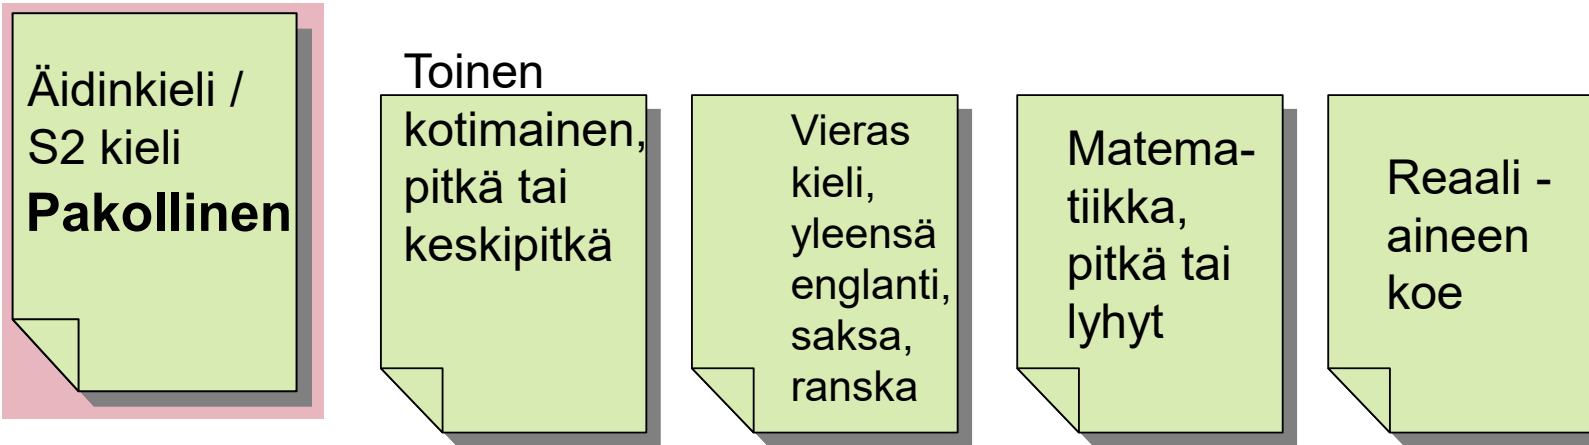 Äidinkieli /
S2 kieli
Pakollinen
Toinen
kotimainen,
pitkä tai
keskipitkä
Vieras
kieli,
yleensä
englanti,
saksa,
ranska
Matema-
tiikka,
pitkä tai
lyhyt
Reaali -
aineen
koe